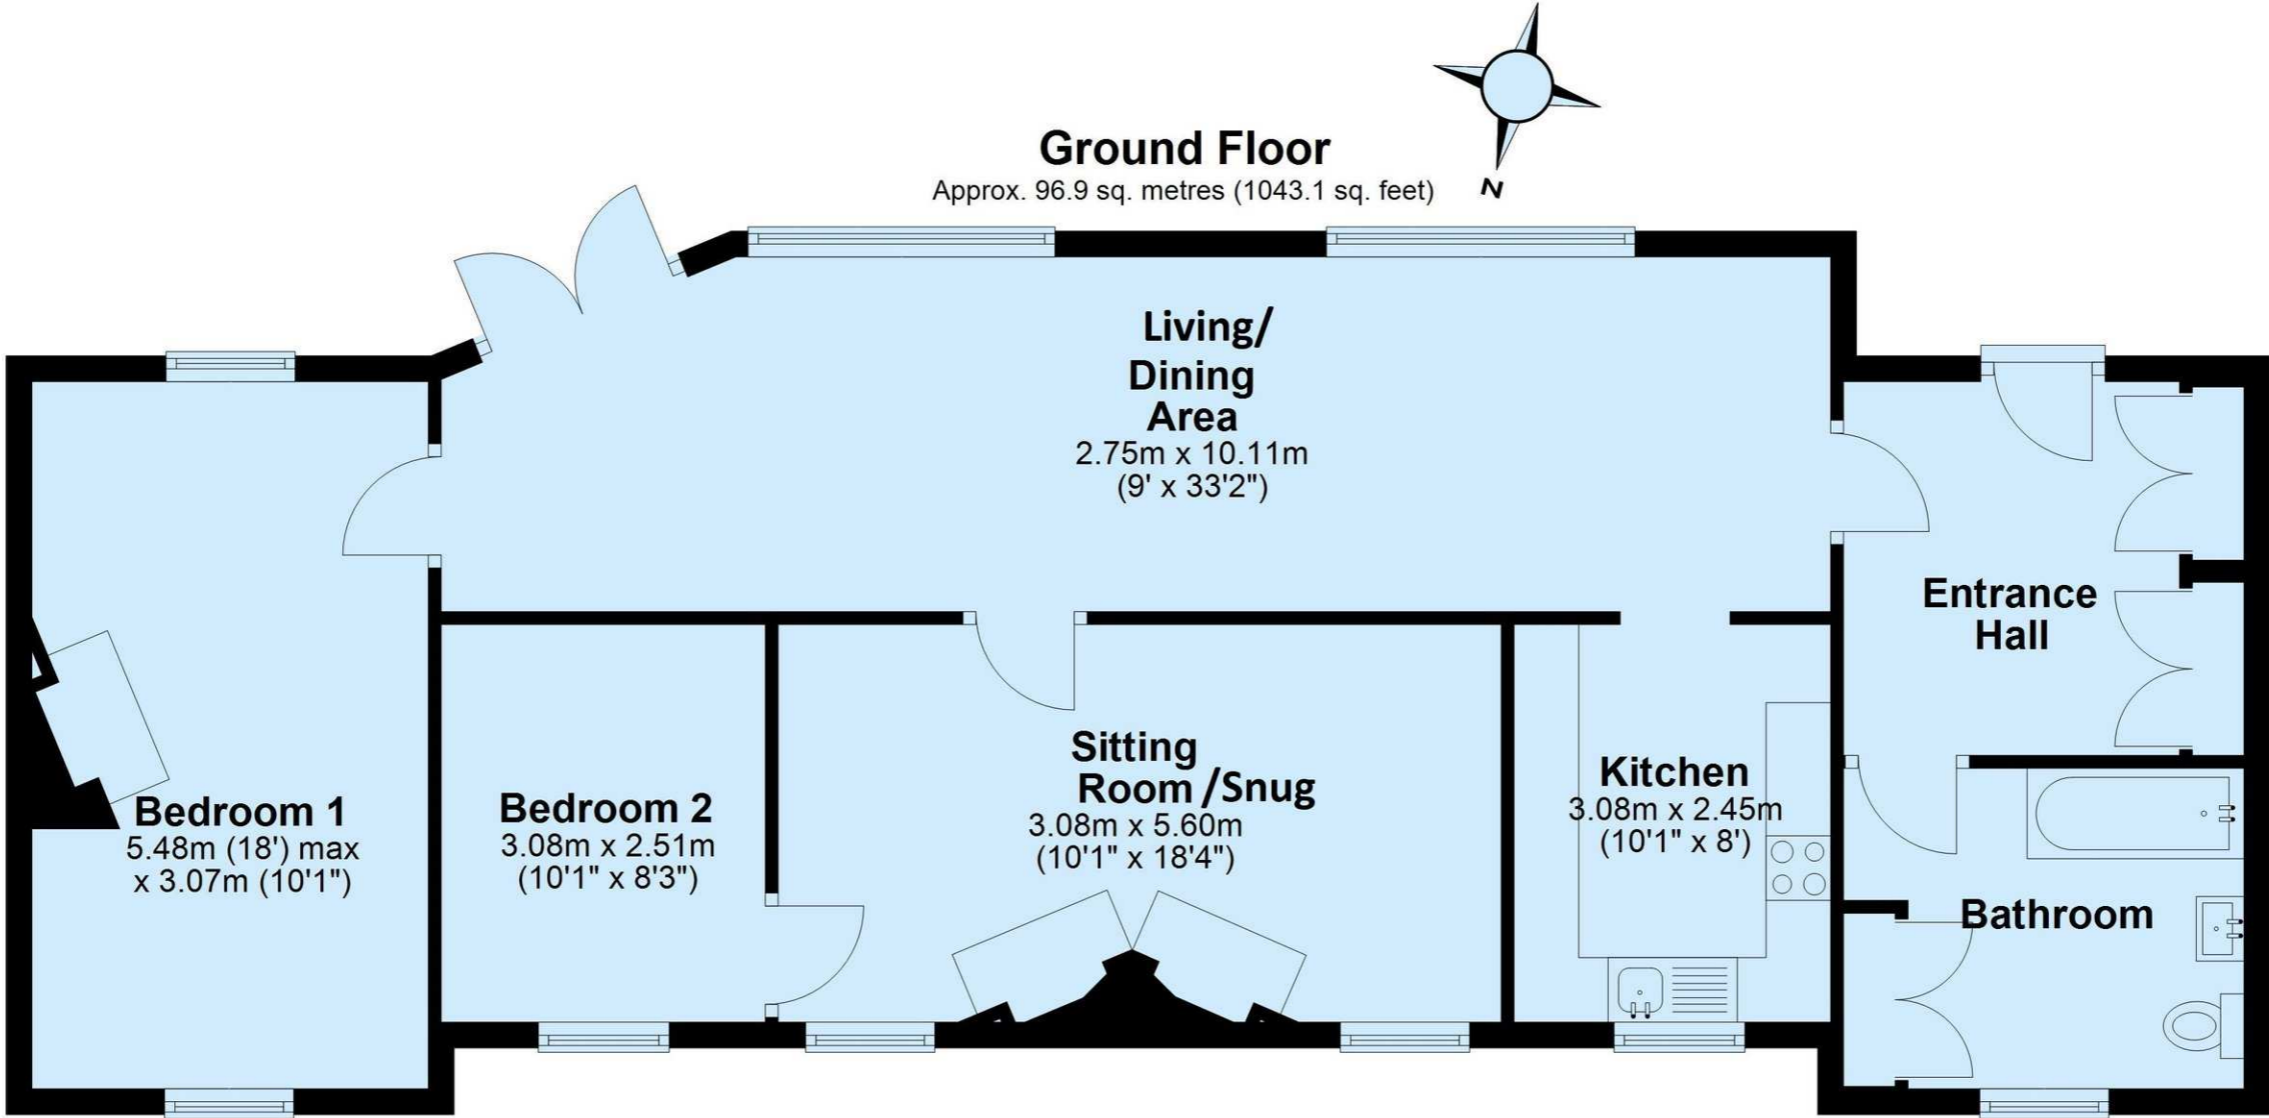 Ground Floor
Approx. 96.9 sq. metres (1043.1 sq. feet)
N
Living/
Dining
Area
2.75m x 10.11m
(9' x 33'2")
Entrance
Hall
Sitting
Room /Snug
3.08m x 5.60m
(10'1" x 18'4")
Kitchen
3.08m x 2.45m
(10'1" x 8')
Bedroom 1
5.48m (18') max
x 3.07m (10'1")
Bedroom 2
3.08m x 2.51m
(10'1" x 8'3")
Bathroom